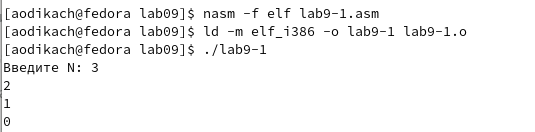 [aodikach@fedora lab09]$ nasm -f elf lab9-1.asm
[aodikach@fedora lab09]$ ld -m elf_i386 -o lab9-1 lab9-1.o
[aodikach@fedora lab09]$ ./lab9-1
Введите N: 3
2
1
0